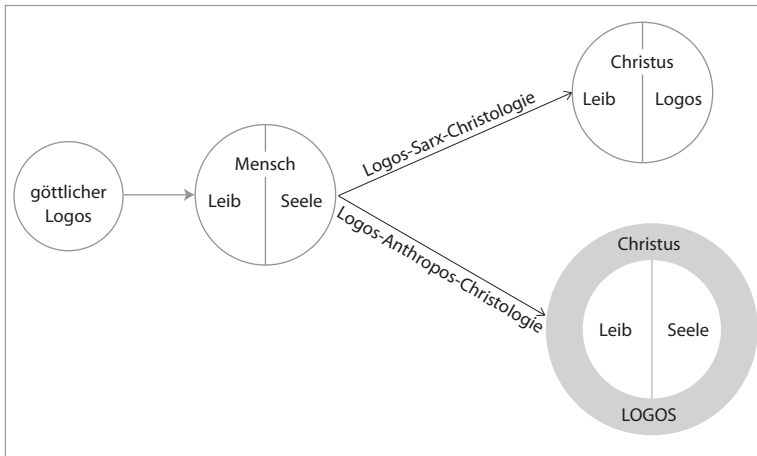 göttlicher
Logos
Mensch
Leib Seele
Logos-Sarx-Christologie
Christus
Leib Logos
Logos-Anthropos-Christologie
Christus
Leib Seele
LOGOS